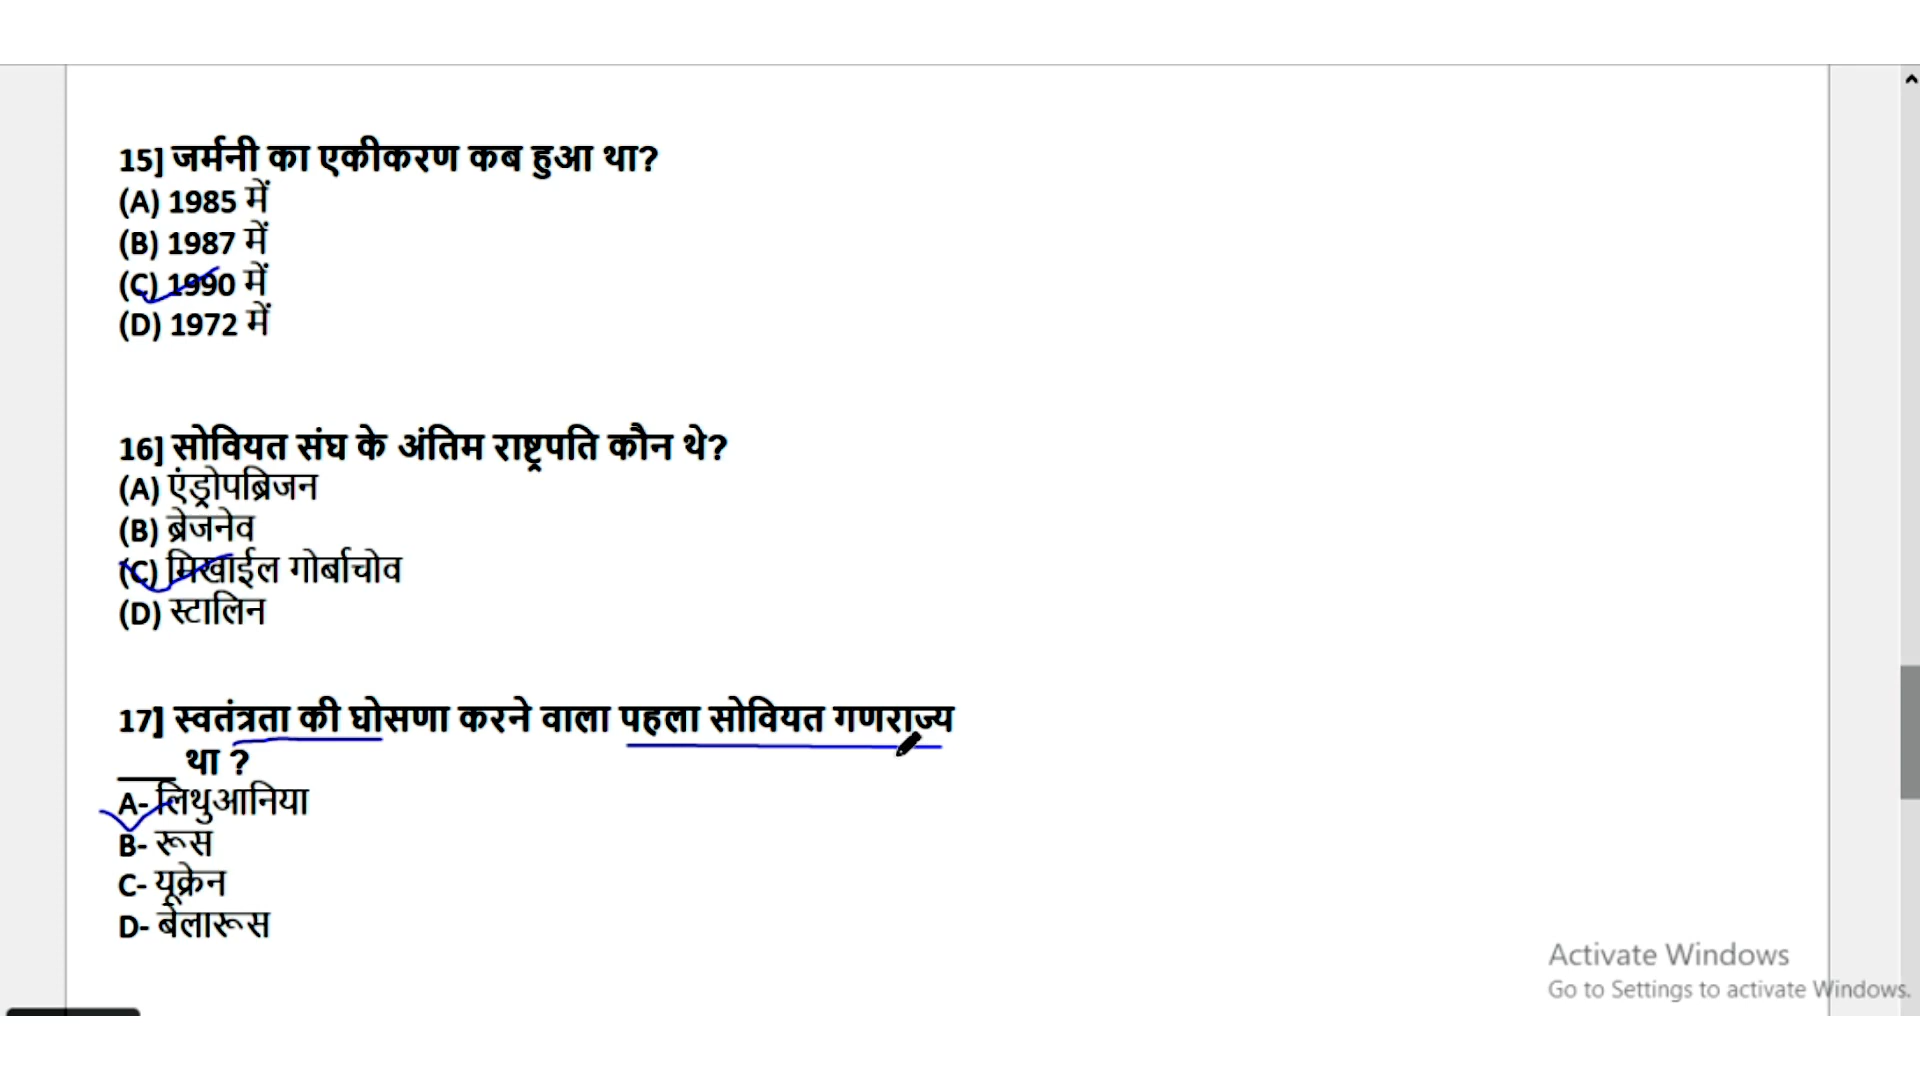 15] जर्मनी का एकीकरण कब हुआ था?
(A) 1985 में
(B) 1987 में
(C) 1990 में
(D) 1972 में
16] सोवियत संघ के अंतिम राष्ट्रपति कौन थे?
(A) एंड्रोपब्रिजन
(B) ब्रेजनेव
(C) मिखाईल गोर्बाचोव
(D) स्टालिन
17] स्वतंत्रता की घोसणा करने वाला पहला सोवियत गणराज्य
____ था ?
A- लिथुआनिया
B- रूस
C- यूक्रेन
D- बेलारूस
Activate Windows
Go to Settings to activate Windows.